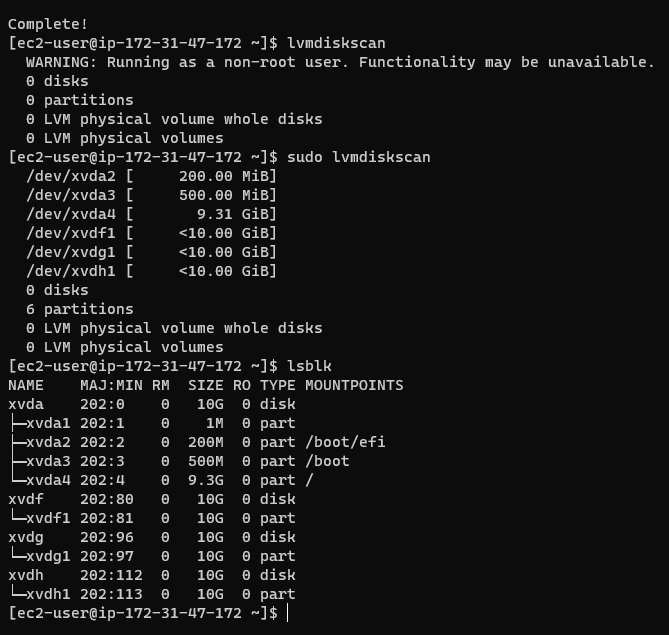 Complete!
[ec2-user@ip-172-31-47-172 ~]$ lvmdiskscan
  WARNING: Running as a non-root user. Functionality may be unavailable.
  0 disks
  0 partitions
  0 LVM physical volume whole disks
  0 LVM physical volumes
[ec2-user@ip-172-31-47-172 ~]$ sudo lvmdiskscan
  /dev/xvda2 [     200.00 MiB]
  /dev/xvda3 [     500.00 MiB]
  /dev/xvda4 [       9.31 GiB]
  /dev/xvdf1 [     <10.00 GiB]
  /dev/xvdg1 [     <10.00 GiB]
  /dev/xvdh1 [     <10.00 GiB]
  0 disks
  6 partitions
  0 LVM physical volume whole disks
  0 LVM physical volumes
[ec2-user@ip-172-31-47-172 ~]$ lsblk
NAME    MAJ:MIN RM  SIZE RO TYPE MOUNTPOINTS
xvda    202:0    0   10G  0 disk
├─xvda1 202:1    0    1M  0 part
├─xvda2 202:2    0  200M  0 part /boot/efi
├─xvda3 202:3    0  500M  0 part /boot
└─xvda4 202:4    0  9.3G  0 part /
xvdf    202:80   0   10G  0 disk
└─xvdf1 202:81   0   10G  0 part
xvdg    202:96   0   10G  0 disk
└─xvdg1 202:97   0   10G  0 part
xvdh    202:112  0   10G  0 disk
└─xvdh1 202:113  0   10G  0 part
[ec2-user@ip-172-31-47-172 ~]$